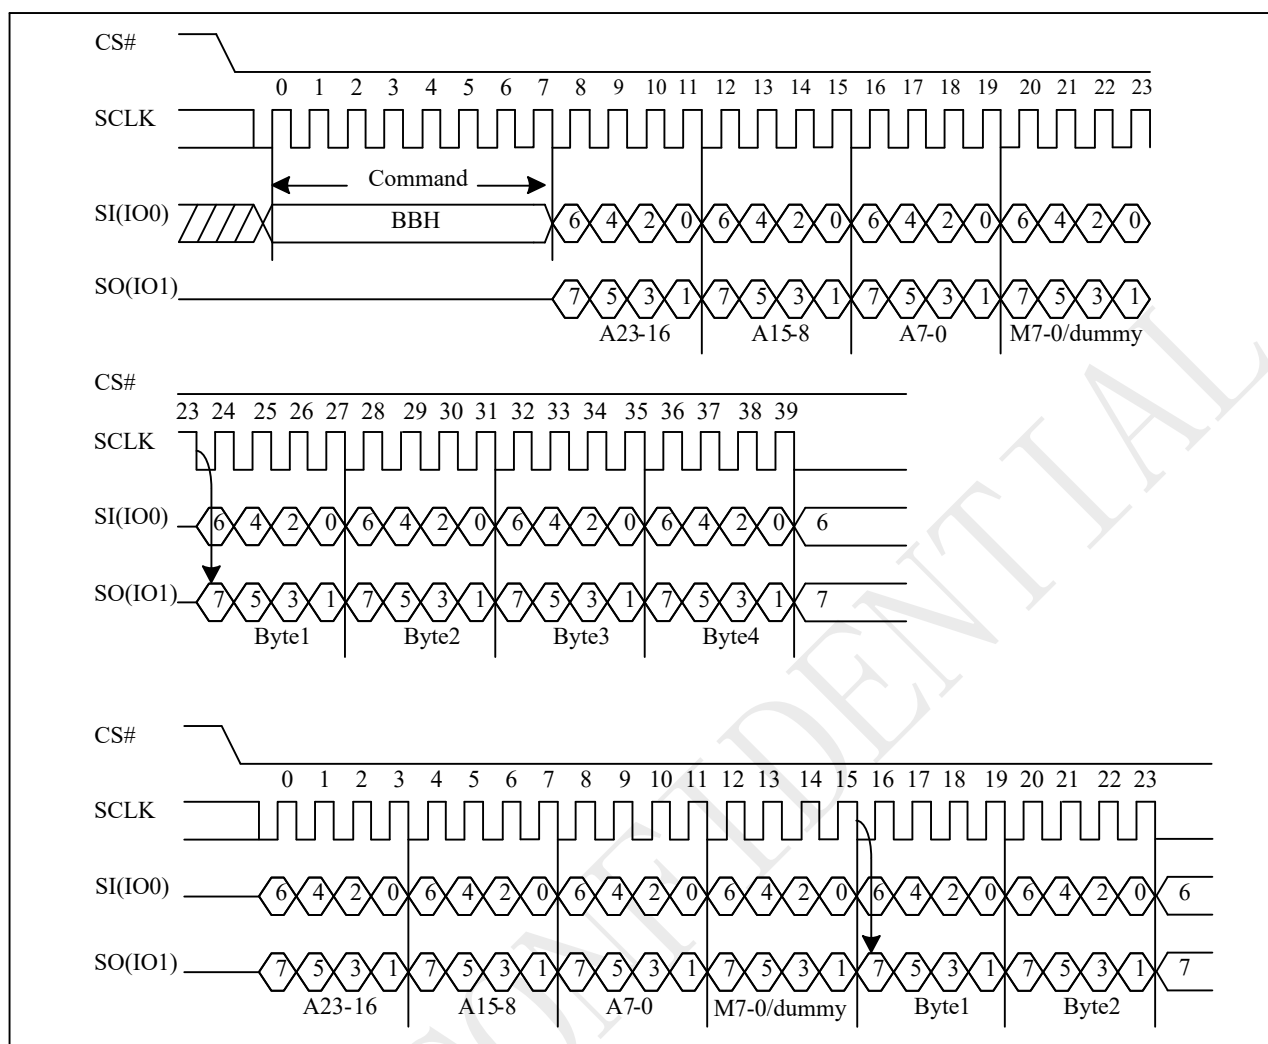 CS#
0 1 2 3 4 5 6 7 8 9 10 11 12 13 14 15 16 17 18 19 20 21 22 23
SCLK
Command
SI(IO0) BBH 6 4 2 0 6 4 2 0 6 4 2 0 6 4 2 0
SO(IO1) 7 5 3 1 7 5 3 1 7 5 3 1 7 5 3 1
A23-16 A15-8 A7-0 M7-0/dummy
CS#
23 24 25 26 27 28 29 30 31 32 33 34 35 36 37 38 39
SCLK
SI(IO0) 6 4 2 0 6 4 2 0 6 4 2 0 6 4 2 0 6
SO(IO1) 7 5 3 1 7 5 3 1 7 5 3 1 7 5 3 1 7
Byte1 Byte2 Byte3 Byte4
CS#
0 1 2 3 4 5 6 7 8 9 10 11 12 13 14 15 16 17 18 19 20 21 22 23
SCLK
SI(IO0) 6 4 2 0 6 4 2 0 6 4 2 0 6 4 2 0 6 4 2 0 6 4 2 0 6
SO(IO1) 7 5 3 1 7 5 3 1 7 5 3 1 7 5 3 1 7 5 3 1 7 5 3 1 7
A23-16 A15-8 A7-0 M7-0/dummy Byte1 Byte2
CONFIDENTIAL